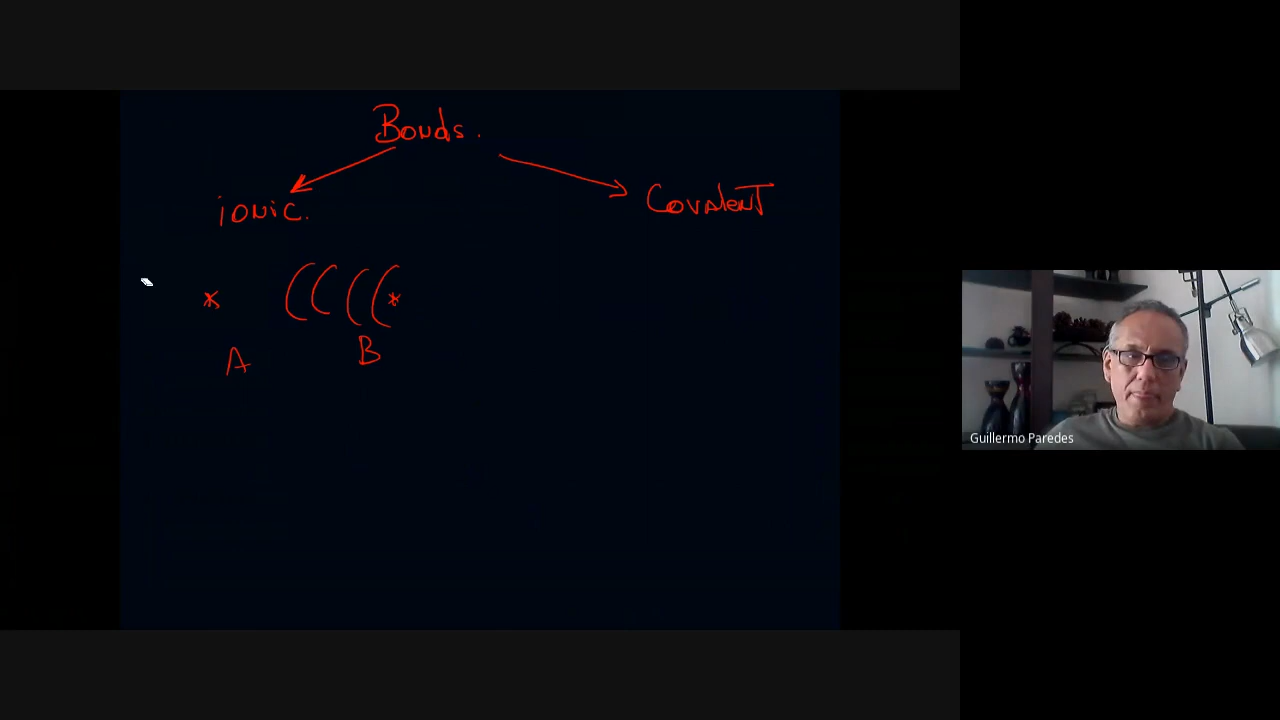 Bonds.
ionic.
Covalent
* ((((*
A B
Guillermo Paredes